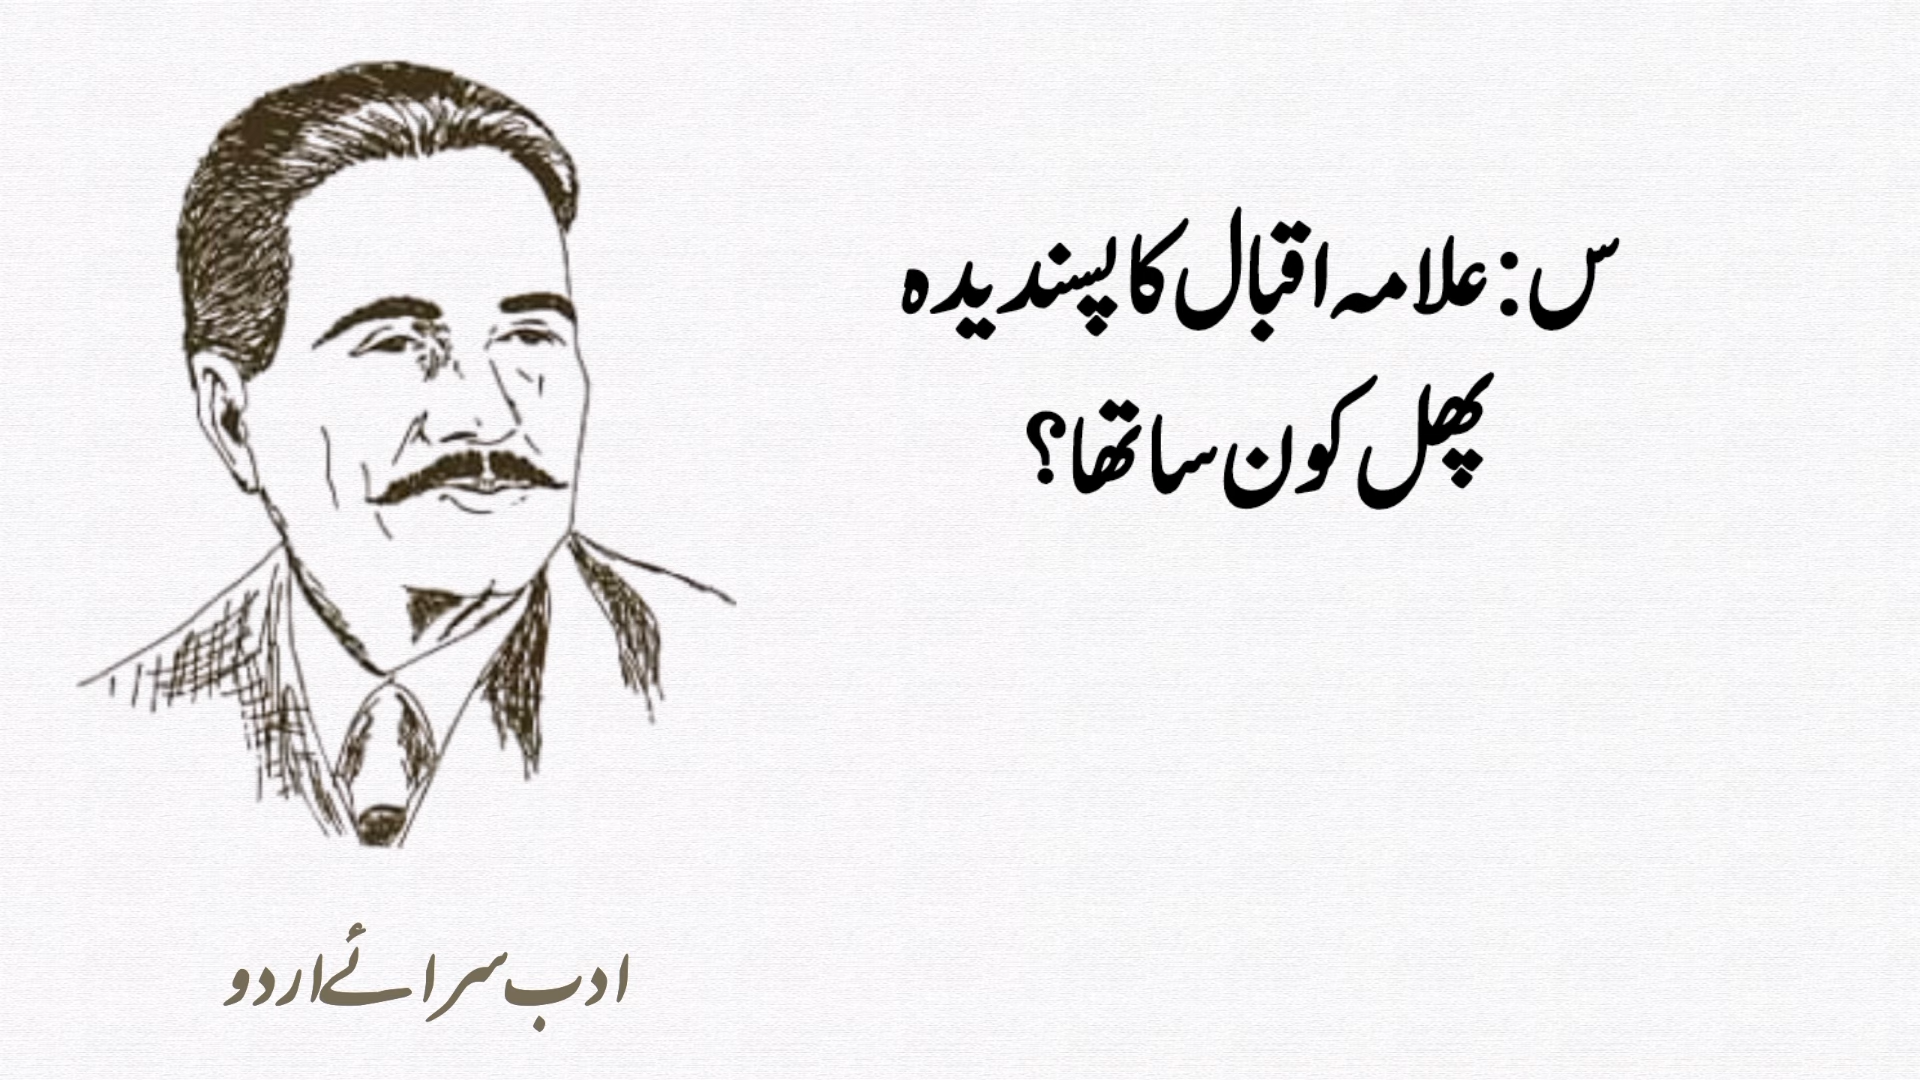 س: علامہ اقبال کا پسندیدہ
پھل کون سا تھا؟
ادب سرائے اردو